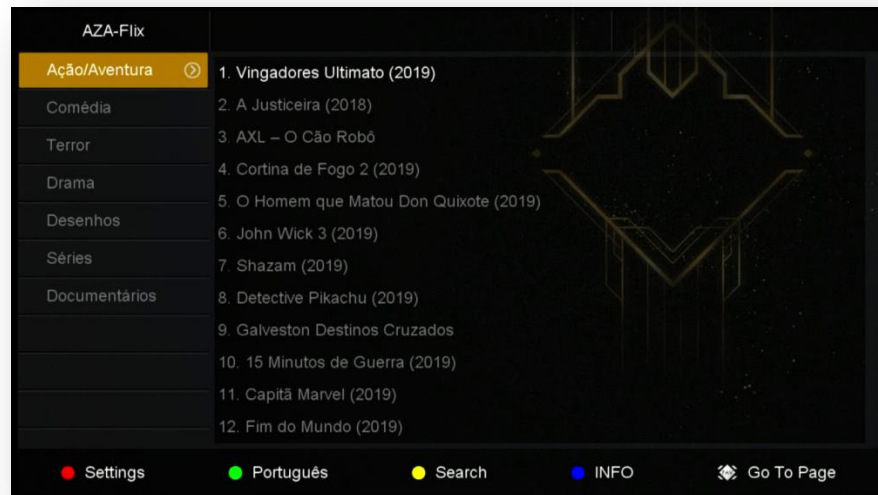 AZA-Flix
Ação/Aventura
Comédia
Terror
Drama
Desenhos
Séries
Documentários
1. Vingadores Ultimato (2019)
2. A Justiceira (2018)
3. AXL – O Cão Robô
4. Cortina de Fogo 2 (2019)
5. O Homem que Matou Don Quixote (2019)
6. John Wick 3 (2019)
7. Shazam (2019)
8. Detective Pikachu (2019)
9. Galveston Destinos Cruzados
10. 15 Minutos de Guerra (2019)
11. Capitã Marvel (2019)
12. Fim do Mundo (2019)
Settings
Português
Search
INFO
Go To Page